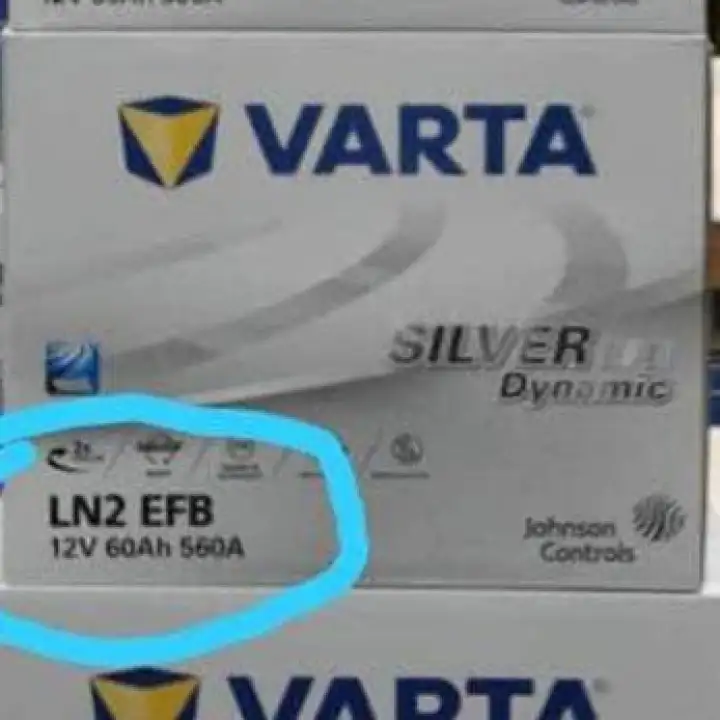 VARTA
SILVER
Dynamic
LN2 EFB
12V 60Ah 560A
Johnson
Controls
VARTA